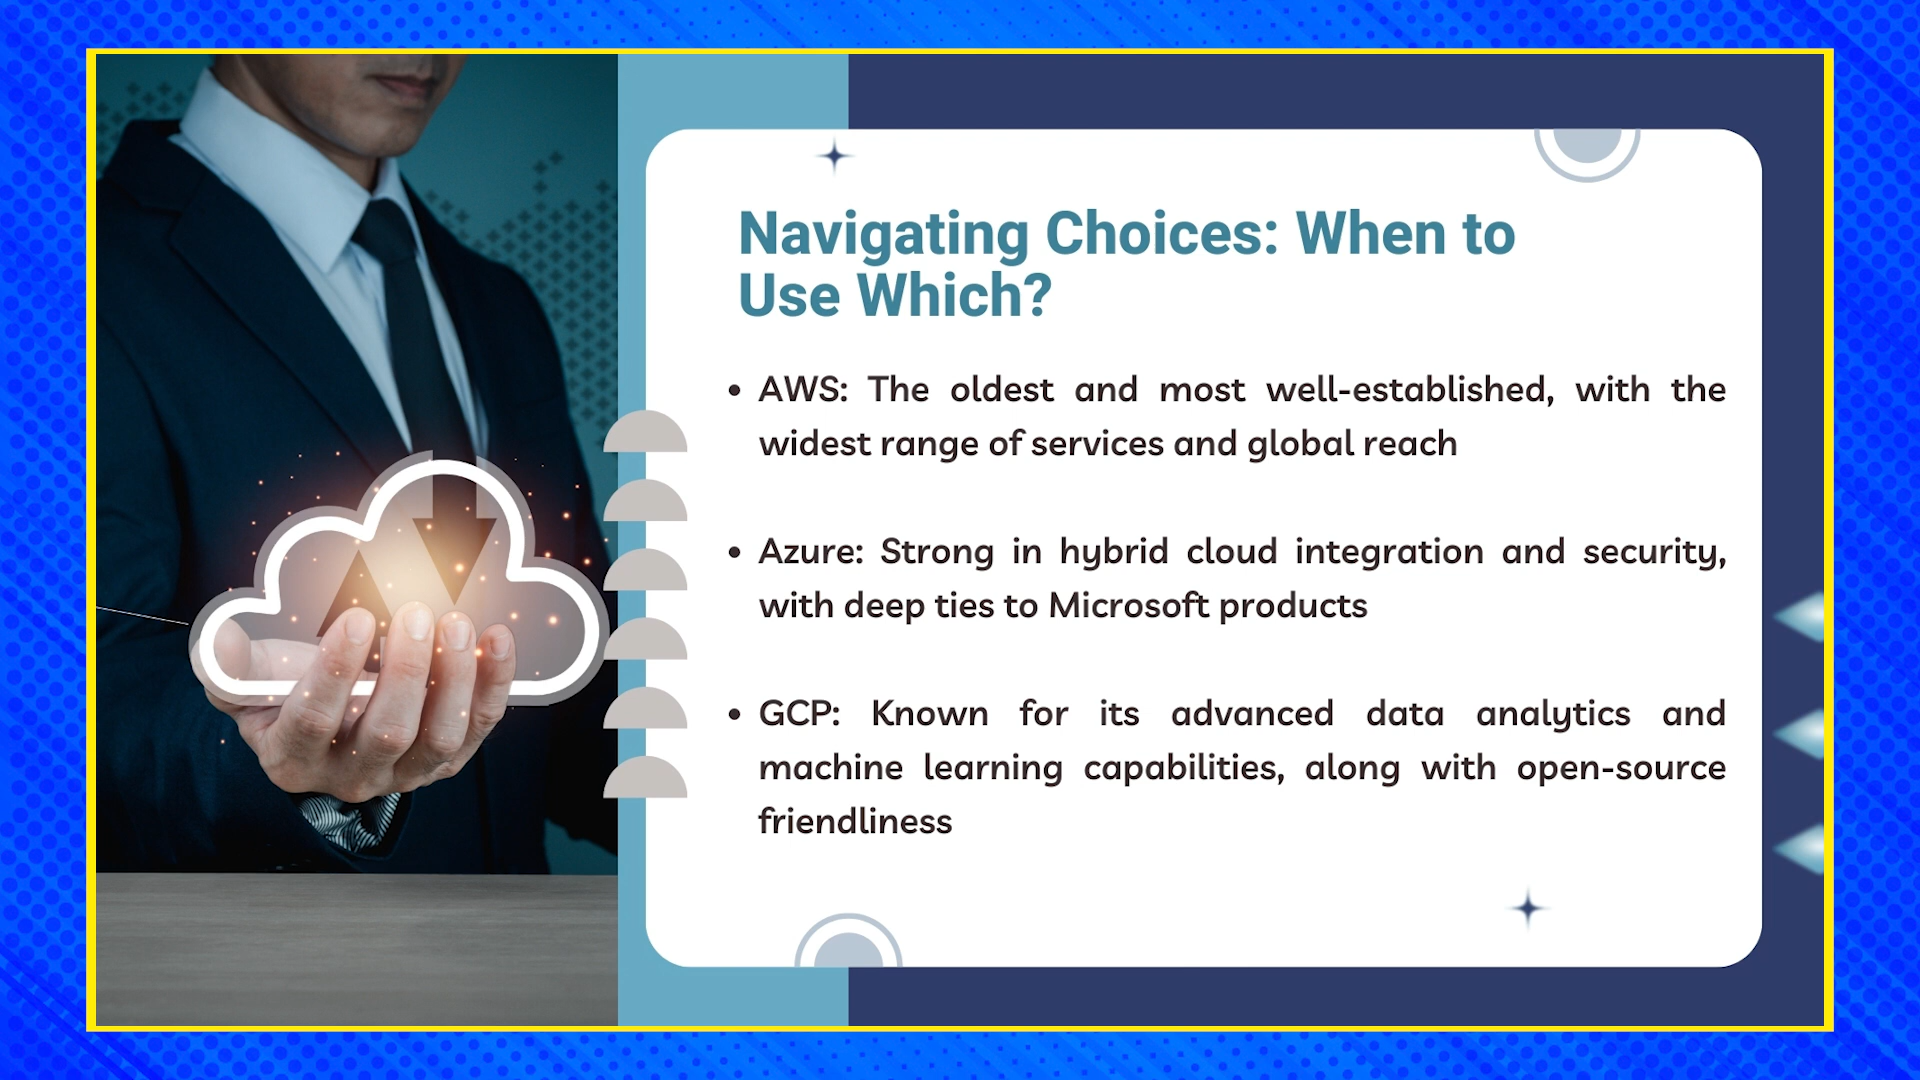 Navigating Choices: When to
Use Which?
• AWS: The oldest and most well-established, with the
widest range of services and global reach
• Azure: Strong in hybrid cloud integration and security,
with deep ties to Microsoft products
• GCP: Known for its advanced data analytics and
machine learning capabilities, along with open-source
friendliness